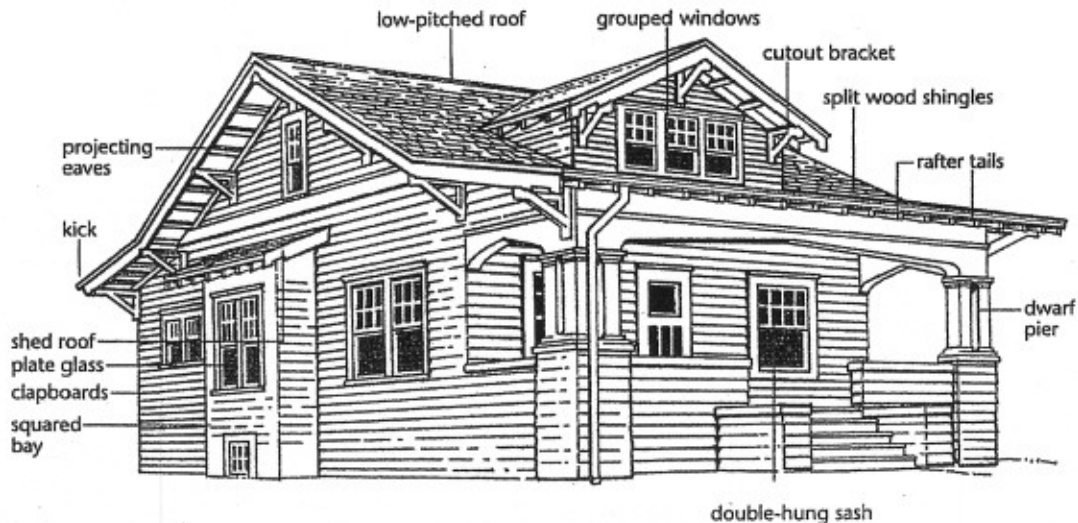 low-pitched roof
grouped windows
cutout bracket
split wood shingles
projecting
eaves
rafter tails
kick
dwarf
pier
shed roof
plate glass
clapboards
squared
bay
double-hung sash